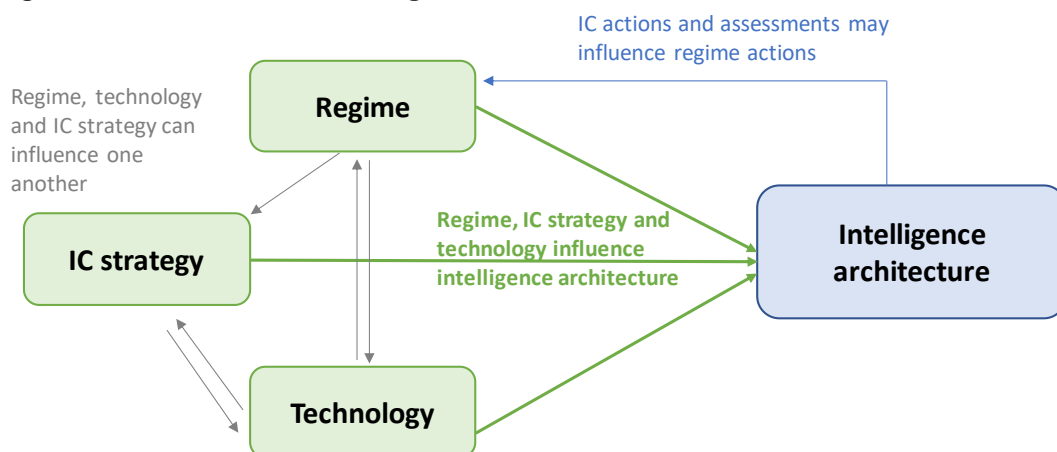 IC actions and assessments may
influence regime actions
Regime
Regime, technology
and IC strategy can
influence one
another
Regime, IC strategy and
technology influence
intelligence architecture
Intelligence
architecture
IC strategy
Technology